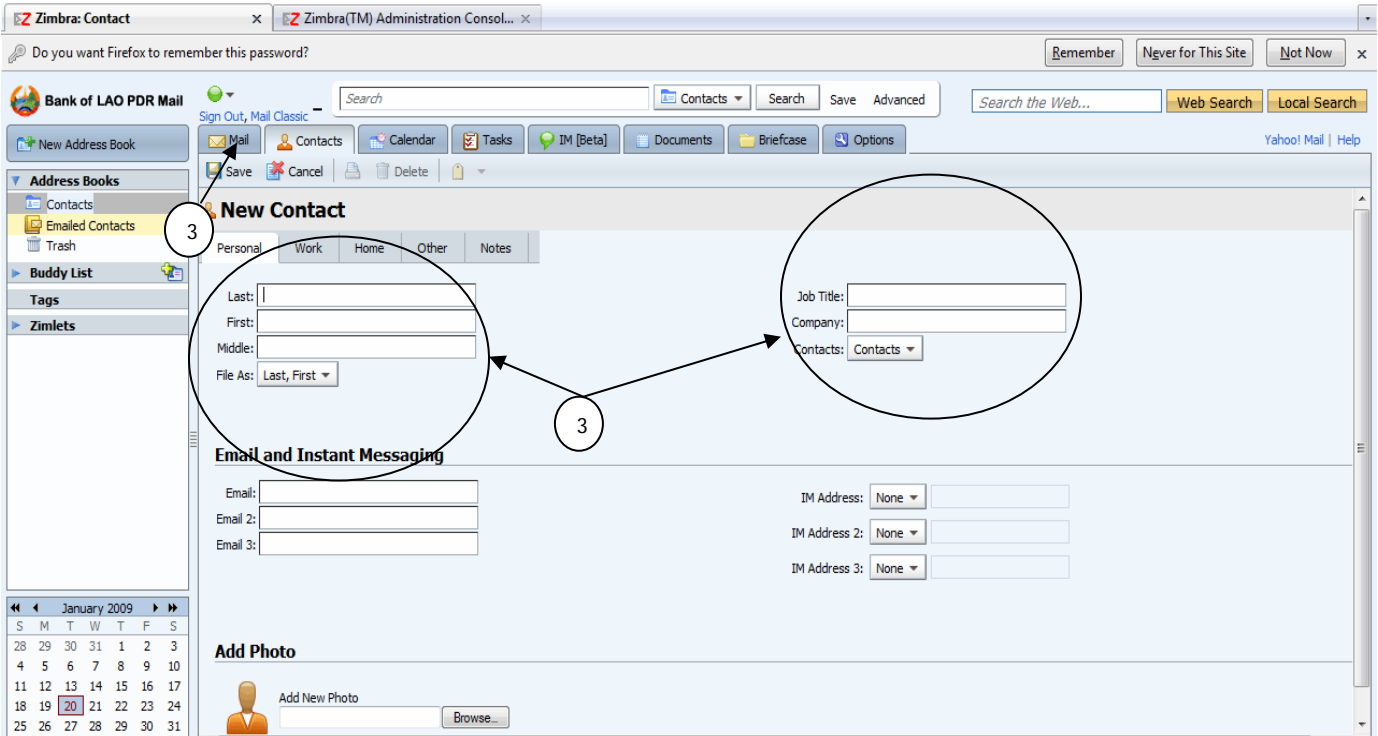 Zimbra: Contact
Zimbra(TM) Administration Consol...
Do you want Firefox to remember this password?
Remember
Never for This Site
Not Now
Bank of LAO PDR Mail
Sign Out, Mail Classic
Search
Contacts
Search
Save
Advanced
Search the Web...
Web Search
Local Search
New Address Book
Mail
Contacts
Calendar
Tasks
IM [Beta]
Documents
Briefcase
Options
Yahoo! Mail | Help
Save
Cancel
Delete
Address Books
Contacts
Emailed Contacts
Trash
Buddy List
Tags
Zimlets
3
New Contact
Personal
Work
Home
Other
Notes
Last:
First:
Middle:
File As: Last, First
Job Title:
Company:
Contacts: Contacts
3
Email and Instant Messaging
Email:
Email 2:
Email 3:
IM Address: None
IM Address 2: None
IM Address 3: None
Add Photo
Add New Photo
Browse...
January 2009
S M T W T F S
28 29 30 31 1 2 3
4 5 6 7 8 9 10
11 12 13 14 15 16 17
18 19 20 21 22 23 24
25 26 27 28 29 30 31